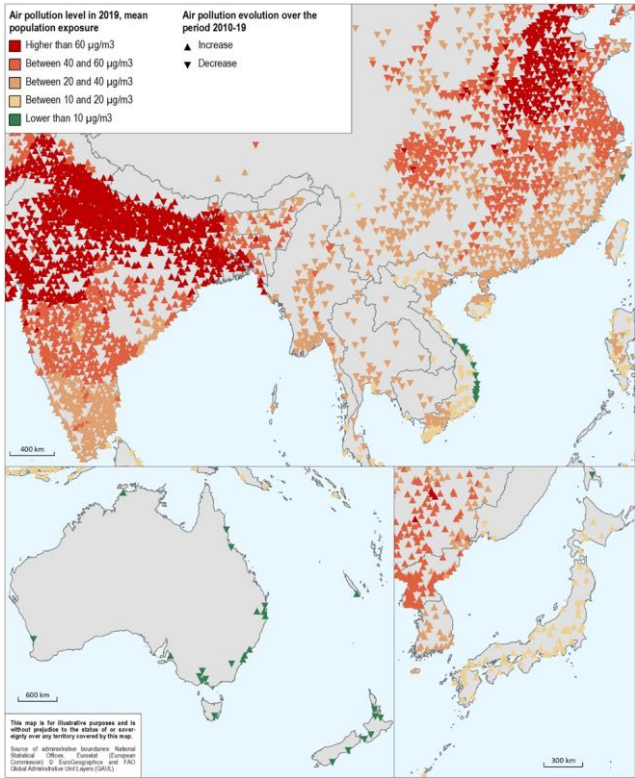 Air pollution level in 2019, mean
population exposure
Higher than 60 µg/m3
Between 40 and 60 µg/m3
Between 20 and 40 µg/m3
Between 10 and 20 µg/m3
Lower than 10 µg/m3
Air pollution evolution over the
period 2010-19
Increase
Decrease
400 km
600 km
This map is for illustrative purposes and is
without prejudice to the status of or sover-
eignty over any territory covered by this map.
Source of administrative boundaries: National
Statistical Offices, Eurostat (European
Commission) © EuroGeographics and FAO
Global Administrative Unit Layers (GAUL).
300 km